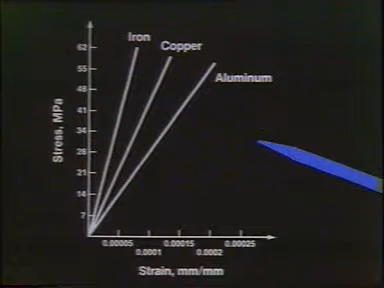 Iron
Copper
Aluminum
Stress, MPa
62
55
48
41
34
28
21
14
7
0.00005
0.00015
0.00025
0.0001
0.0002
Strain, mm/mm